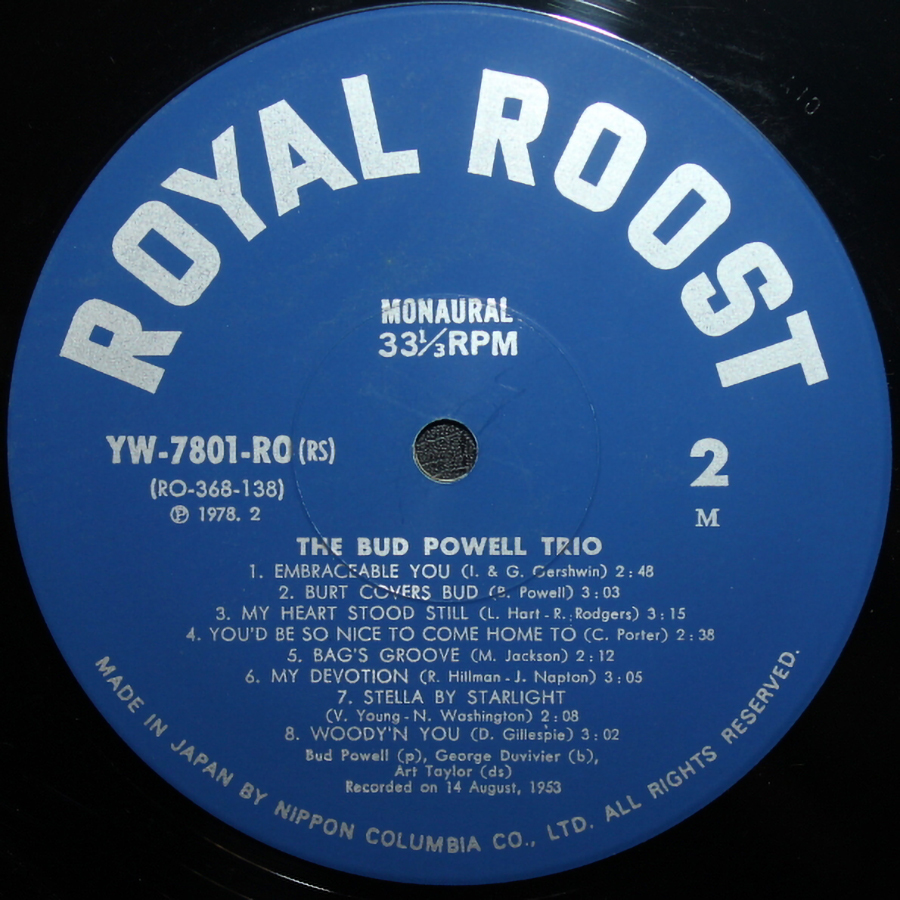 ROYAL ROOST
MONAURAL
33⅓RPM
YW-7801-RO (RS)
(RO-368-138)
Ⓟ 1978. 2
2
M
THE BUD POWELL TRIO
1. EMBRACEABLE YOU (I. & G. Gershwin) 2 : 48
2. BURT COVERS BUD (B. Powell) 3 : 03
3. MY HEART STOOD STILL (L. Hart - R. Rodgers) 3 : 15
4. YOU'D BE SO NICE TO COME HOME TO (C. Porter) 2 : 38
5. BAG'S GROOVE (M. Jackson) 2 : 12
6. MY DEVOTION (R. Hillman - J. Napton) 3 : 05
7. STELLA BY STARLIGHT
(V. Young - N. Washington) 2 : 08
8. WOODY'N YOU (D. Gillespie) 3 : 02
Bud Powell (p), George Duvivier (b),
Art Taylor (ds)
Recorded on 14 August, 1953
MADE IN JAPAN BY NIPPON COLUMBIA CO., LTD. ALL RIGHTS RESERVED.